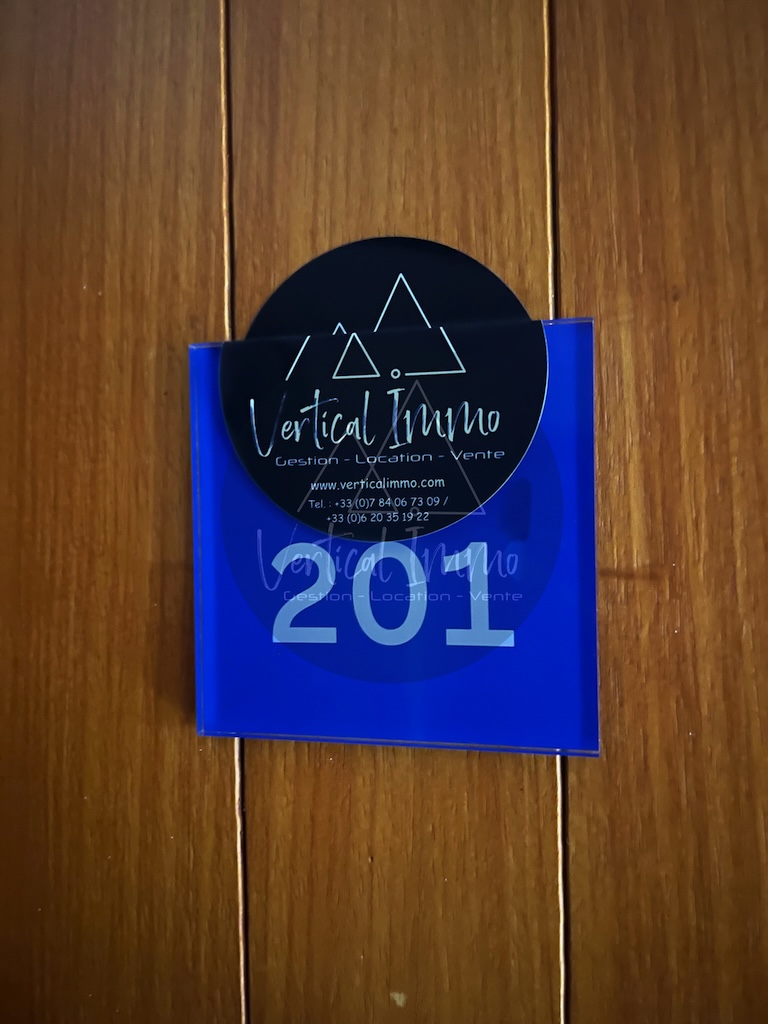 Vertical Immo
Gestion - Location - Vente
www.verticalimmo.com
Tel. : +33 (0)7 84 06 73 09 /
+33 (0)6 20 35 19 22
Vertical Immo
Gestion - Location - Vente
201